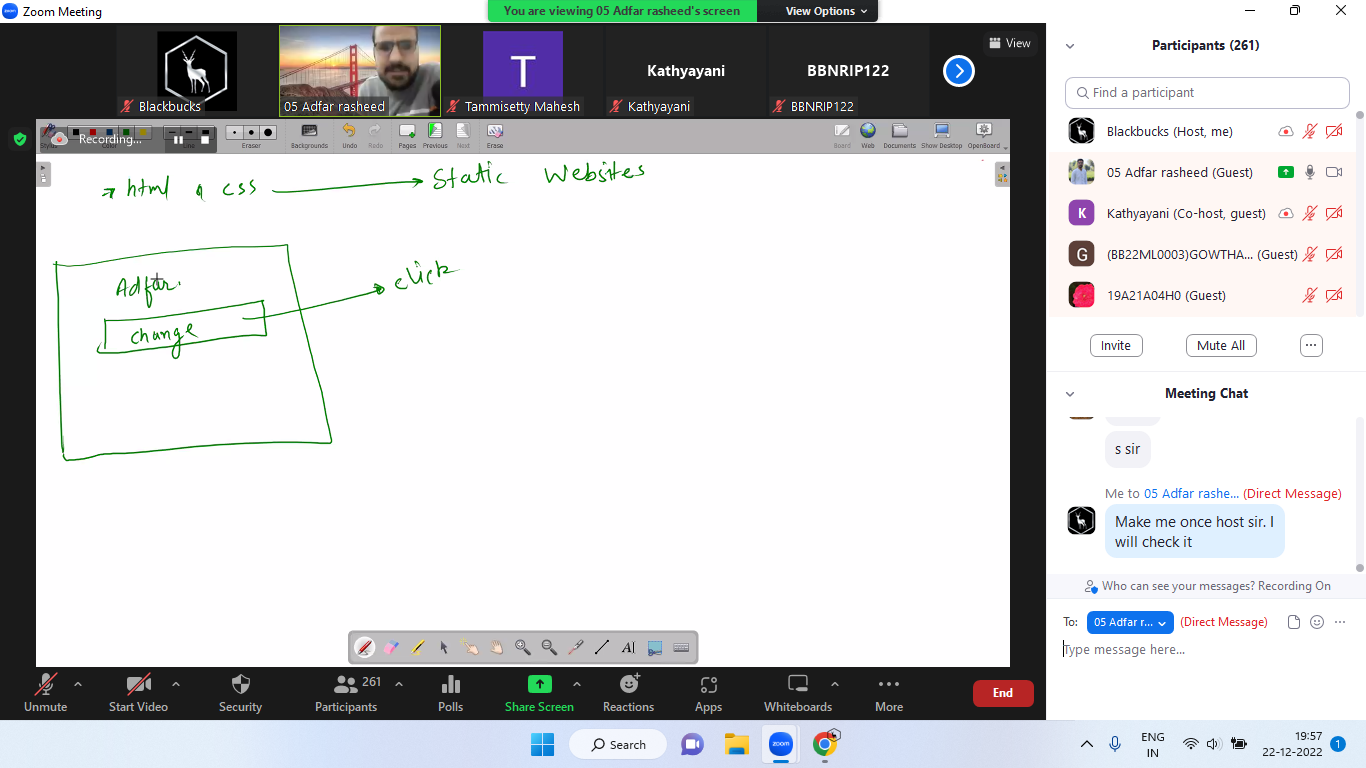 Zoom Meeting
You are viewing 05 Adfar rasheed's screen
View Options
View
Blackbucks
05 Adfar rasheed
T
Tammisetty Mahesh
Kathyayani
Kathyayani
BBNRIP122
BBNRIP122
Recording...
Eraser
Backgrounds
Undo
Redo
Pages
Previous
Next
Erase
Board
Web
Documents
Show Desktop
OpenBoard
html & css
Static Websites
Adfar.
change
click
Participants (261)
Find a participant
Blackbucks (Host, me)
05 Adfar rasheed (Guest)
K
Kathyayani (Co-host, guest)
G
(BB22ML0003)GOWTHA... (Guest)
19A21A04H0 (Guest)
Invite
Mute All
...
Meeting Chat
s sir
Me to 05 Adfar rashe... (Direct Message)
Make me once host sir. I
will check it
Who can see your messages? Recording On
To:
05 Adfar r...
(Direct Message)
Type message here...
Unmute
Start Video
Security
Participants
261
Polls
Share Screen
Reactions
Apps
Whiteboards
More
End
Search
zoom
ENG
IN
19:57
22-12-2022
1